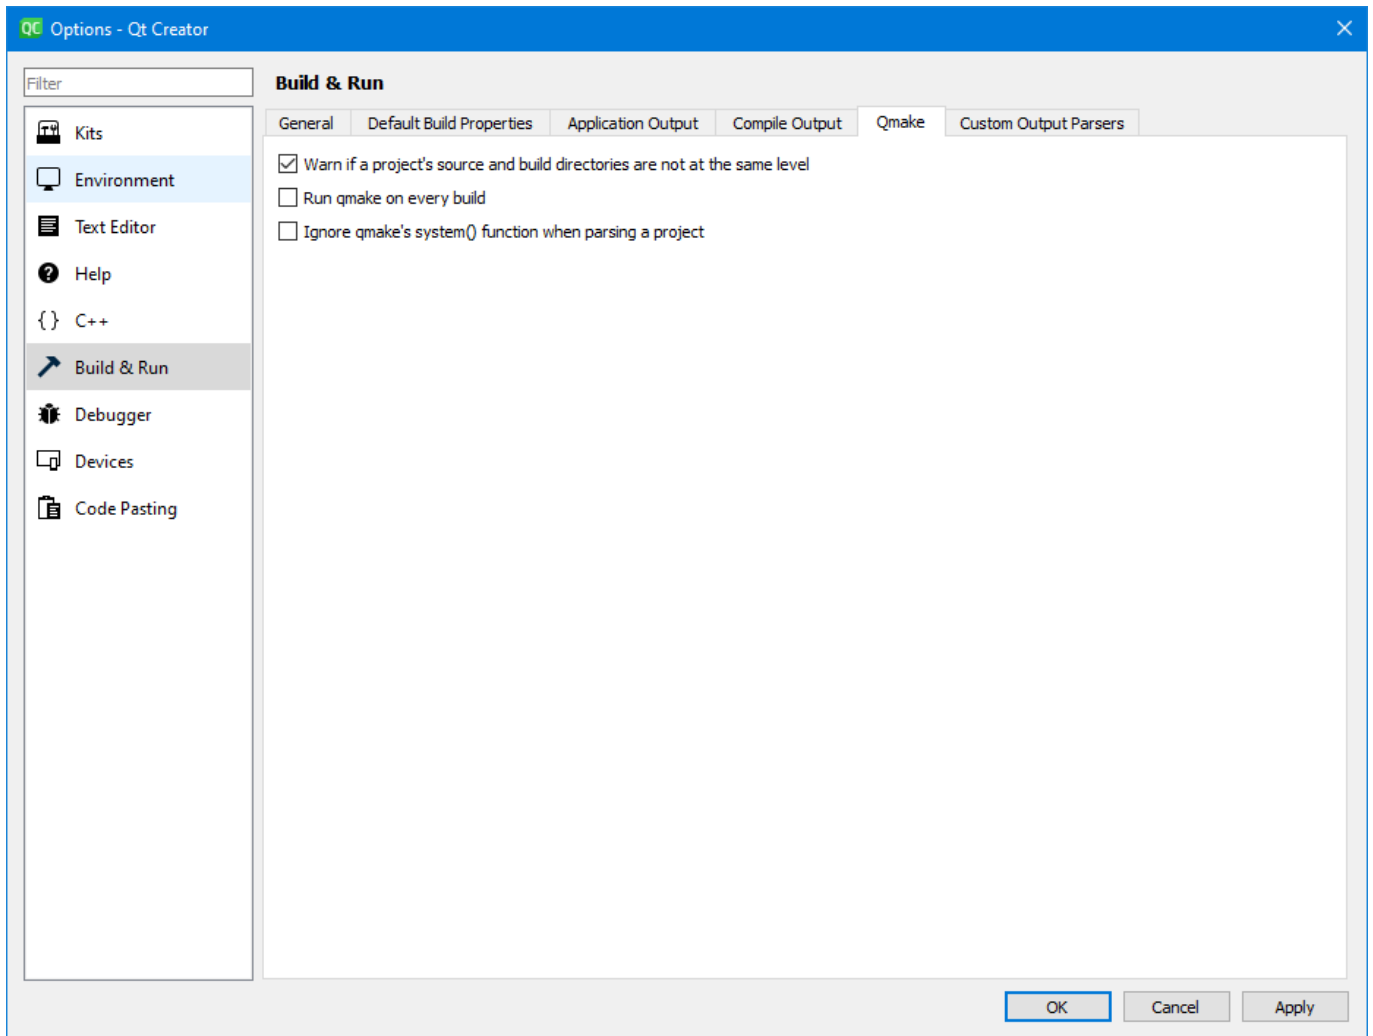 QC Options - Qt Creator
Filter
Kits
Environment
Text Editor
Help
{} C++
Build & Run
Debugger
Devices
Code Pasting
Build & Run
General Default Build Properties Application Output Compile Output Qmake Custom Output Parsers
Warn if a project's source and build directories are not at the same level
Run qmake on every build
Ignore qmake's system() function when parsing a project
OK Cancel Apply